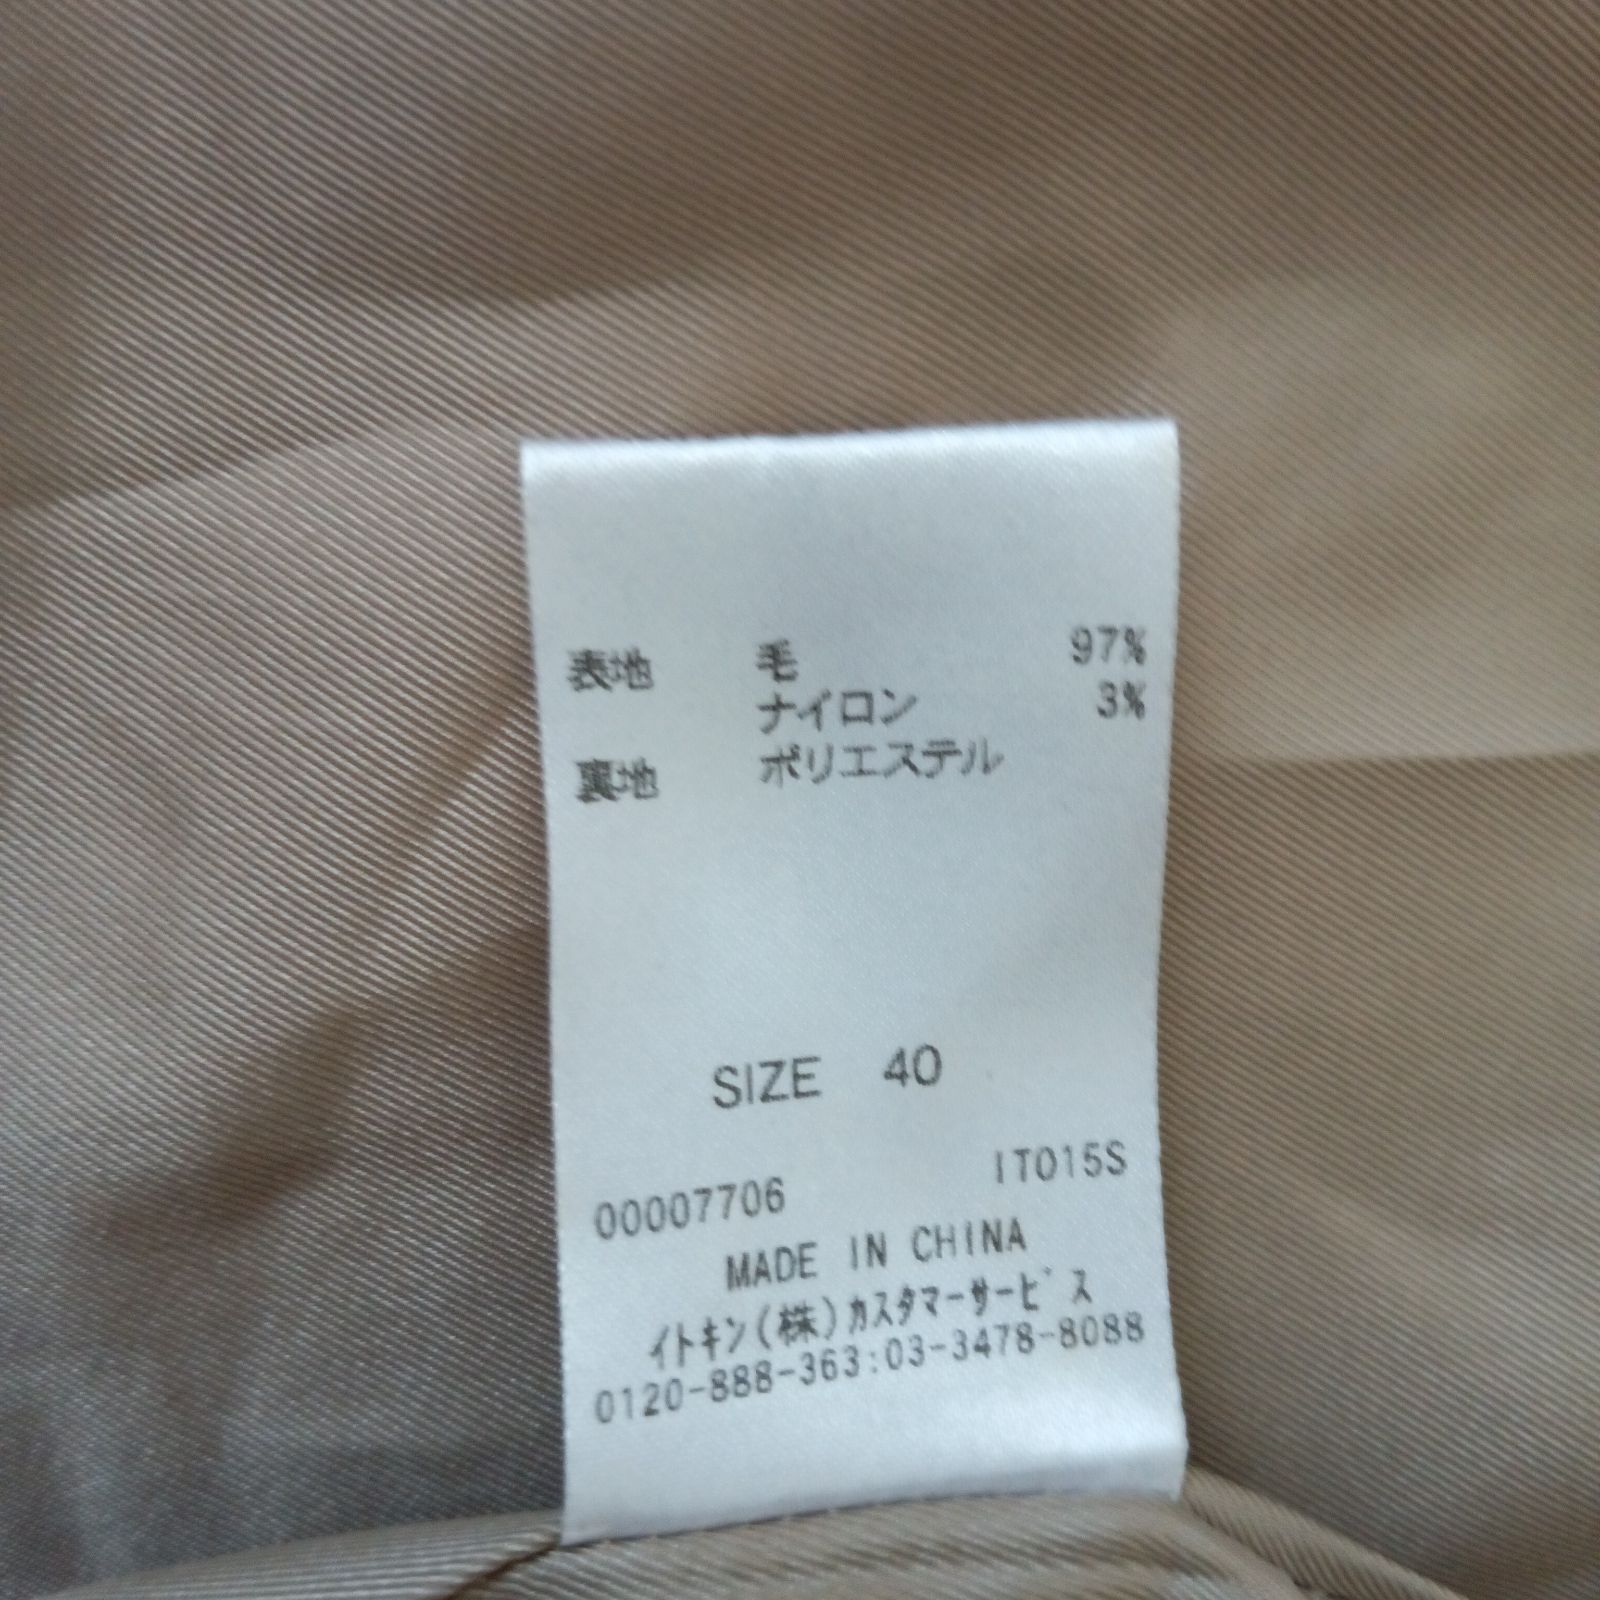 表地 毛 97%
ナイロン 3%
裏地 ポリエステル
SIZE 40
00007706 IT015S
MADE IN CHINA
イトキン(株)カスタマーサービス
0120-888-363:03-3478-8088